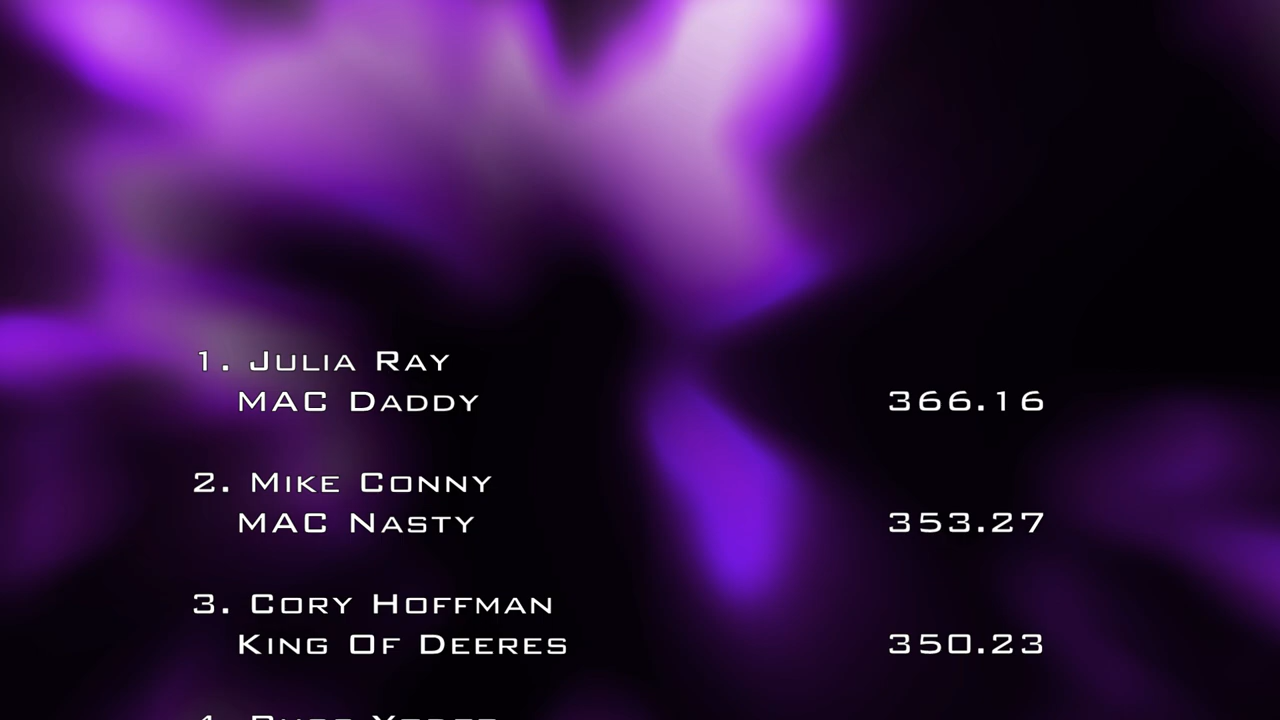 1. Julia Ray
MAC Daddy 366.16
2. Mike Conny
MAC Nasty 353.27
3. Cory Hoffman
King Of Deeres 350.23